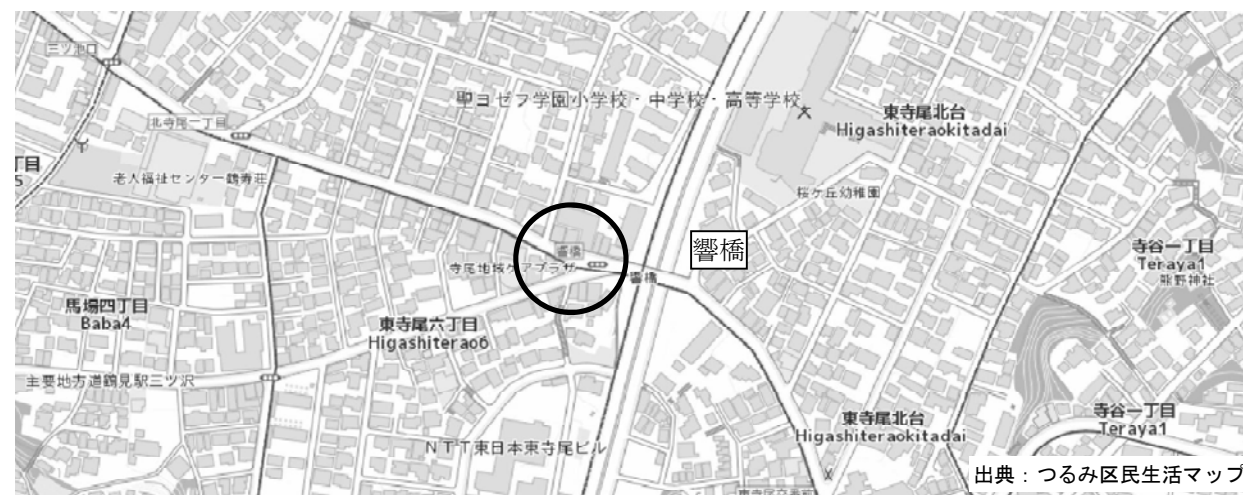 三ツ池口
聖ヨゼフ学園小学校・中学校・高等学校
東寺尾北台
Higashiteraokitadai
北寺尾一丁目
丁目
5
老人福祉センター鶴寿荘
桜ケ丘幼稚園
響橋
響橋
寺谷一丁目
Teraya1
熊野神社
寺尾地域ケアプラザ
響橋
馬場四丁目
Baba4
東寺尾六丁目
Higashiterao6
主要地方道鶴見駅三ツ沢
東寺尾北台
Higashiteraokitadai
寺谷一丁目
Teraya1
NTT東日本東寺尾ビル
出典:つるみ区民生活マップ